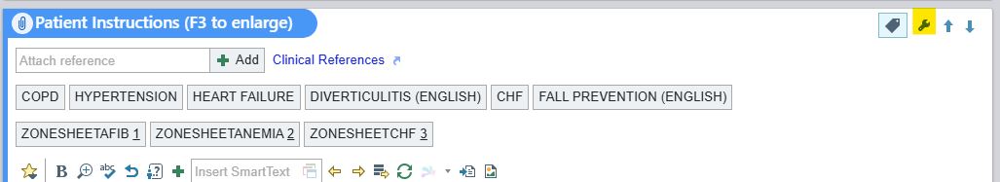 Patient Instructions (F3 to enlarge)
Attach reference Add Clinical References
COPD HYPERTENSION HEART FAILURE DIVERTICULITIS (ENGLISH) CHF FALL PREVENTION (ENGLISH)
ZONESHEETAFIB 1 ZONESHEETANEMIA 2 ZONESHEETCHF 3
B abc Insert SmartText